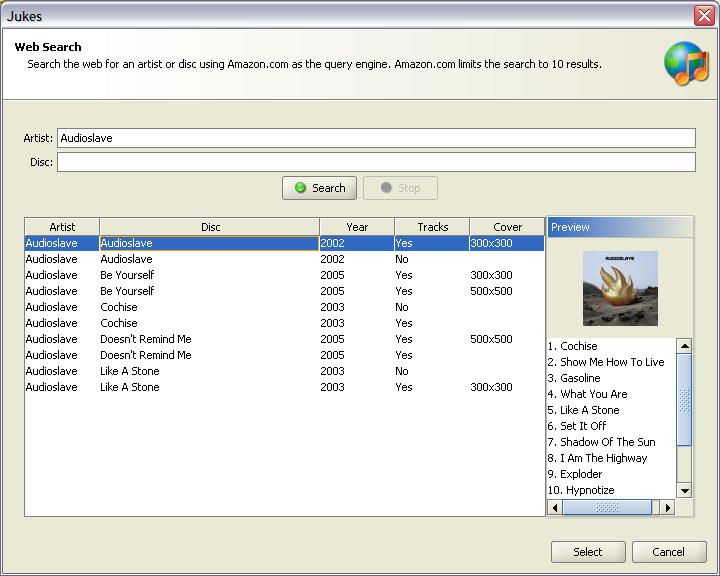 Jukes
Web Search
Search the web for an artist or disc using Amazon.com as the query engine. Amazon.com limits the search to 10 results.
Artist: Audioslave
Disc:
Search Stop
Artist Disc Year Tracks Cover
Audioslave Audioslave 2002 Yes 300x300
Audioslave Audioslave 2002 No
Audioslave Be Yourself 2005 Yes 300x300
Audioslave Be Yourself 2005 Yes 500x500
Audioslave Cochise 2003 No
Audioslave Cochise 2003 Yes
Audioslave Doesn't Remind Me 2005 Yes 500x500
Audioslave Doesn't Remind Me 2005 Yes
Audioslave Like A Stone 2003 No
Audioslave Like A Stone 2003 Yes 300x300
Preview
AUDIOSLAVE
1. Cochise
2. Show Me How To Live
3. Gasoline
4. What You Are
5. Like A Stone
6. Set It Off
7. Shadow Of The Sun
8. I Am The Highway
9. Exploder
10. Hypnotize
Select Cancel